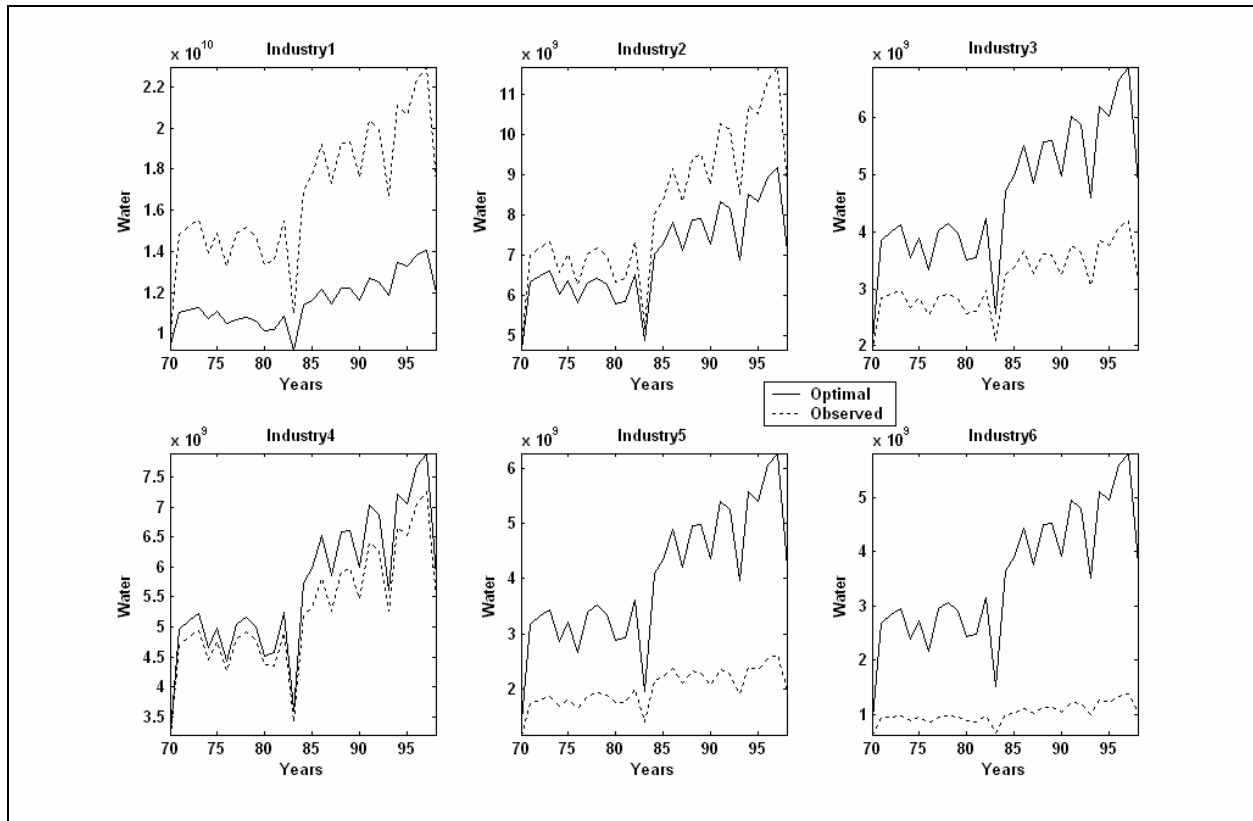 x 10^10
Industry1
2.2
2
1.8
1.6
1.4
1.2
1
Water
70 75 80 85 90 95
Years
x 10^9
Industry2
11
10
9
8
7
6
5
Water
70 75 80 85 90 95
Years
x 10^9
Industry3
6
5
4
3
2
Water
70 75 80 85 90 95
Years
Optimal
Observed
x 10^9
Industry4
7.5
7
6.5
6
5.5
5
4.5
4
3.5
Water
70 75 80 85 90 95
Years
x 10^9
Industry5
6
5
4
3
2
Water
70 75 80 85 90 95
Years
x 10^9
Industry6
5
4
3
2
1
Water
70 75 80 85 90 95
Years